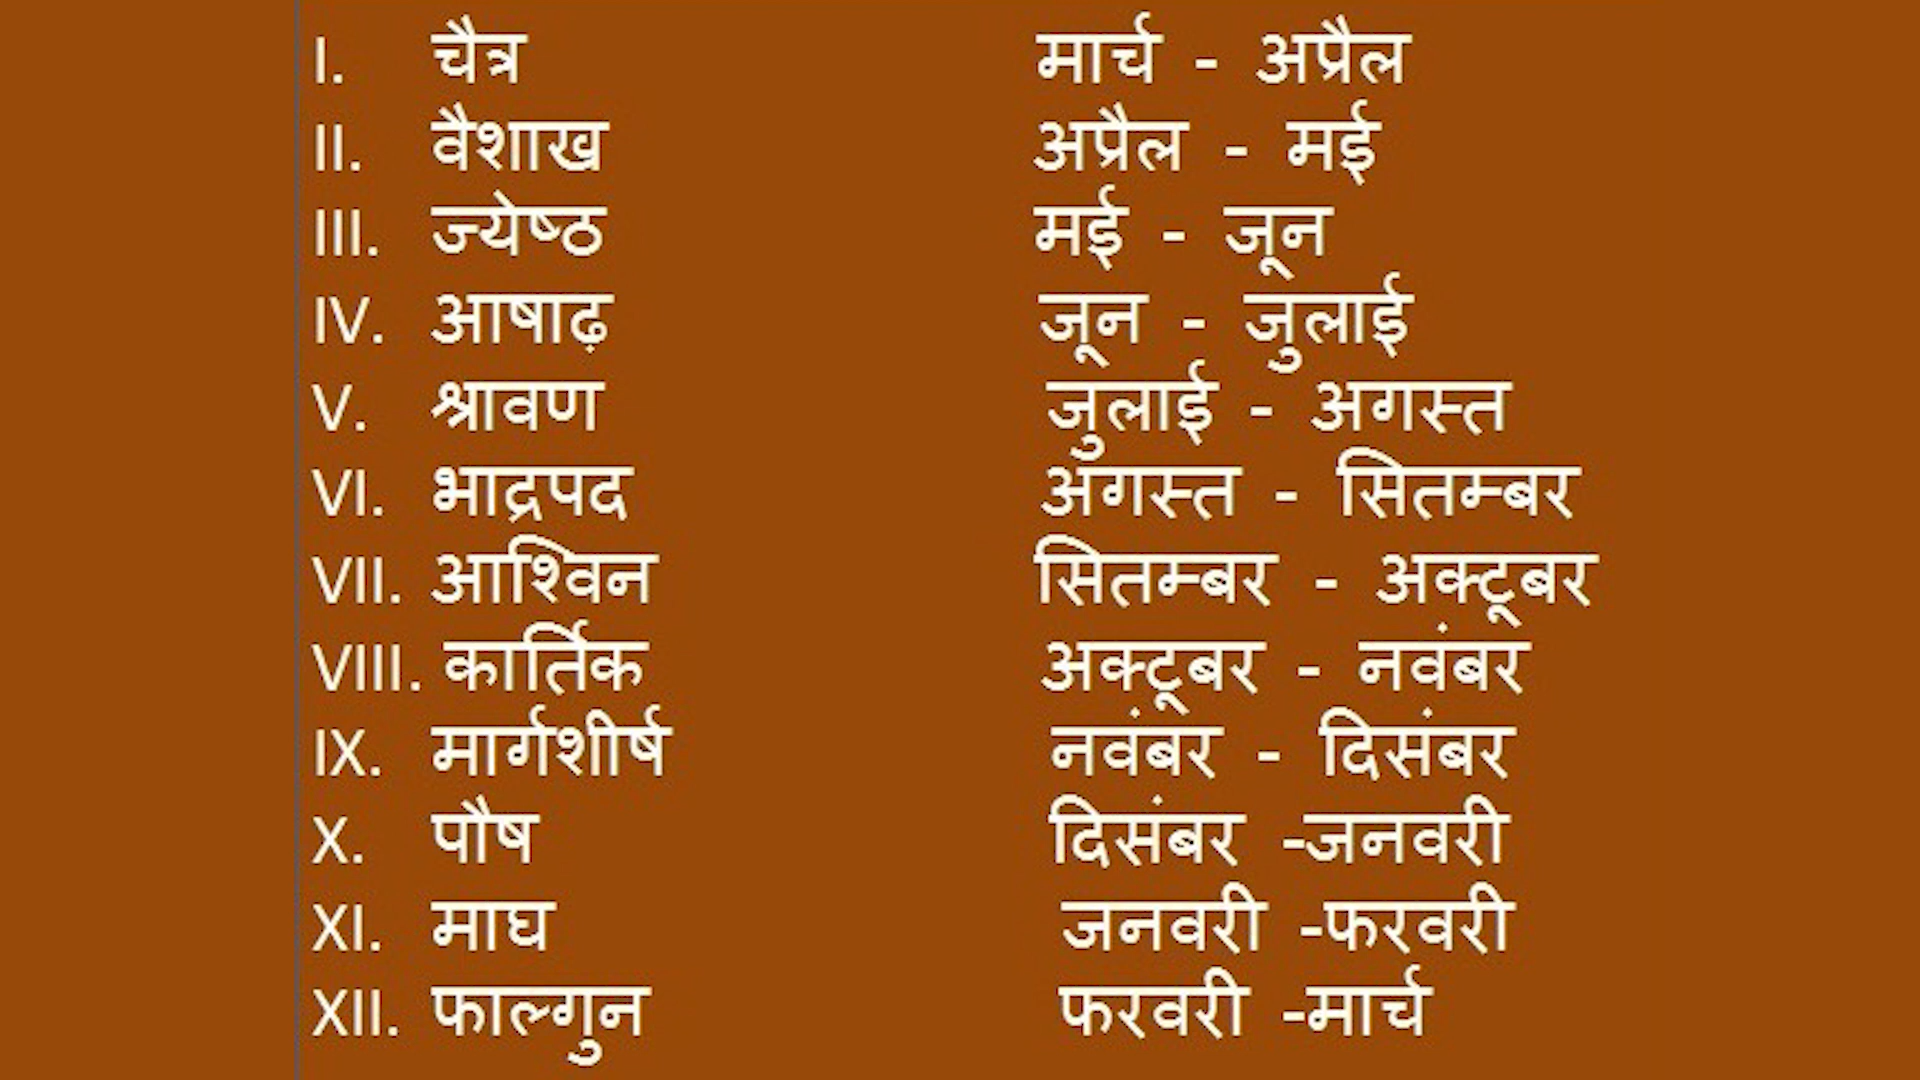 I. चैत्र मार्च - अप्रैल
II. वैशाख अप्रैल - मई
III. ज्येष्ठ मई - जून
IV. आषाढ़ जून - जुलाई
V. श्रावण जुलाई - अगस्त
VI. भाद्रपद अगस्त - सितम्बर
VII. आश्विन सितम्बर - अक्टूबर
VIII. कार्तिक अक्टूबर - नवंबर
IX. मार्गशीर्ष नवंबर - दिसंबर
X. पौष दिसंबर -जनवरी
XI. माघ जनवरी -फरवरी
XII. फाल्गुन फरवरी -मार्च